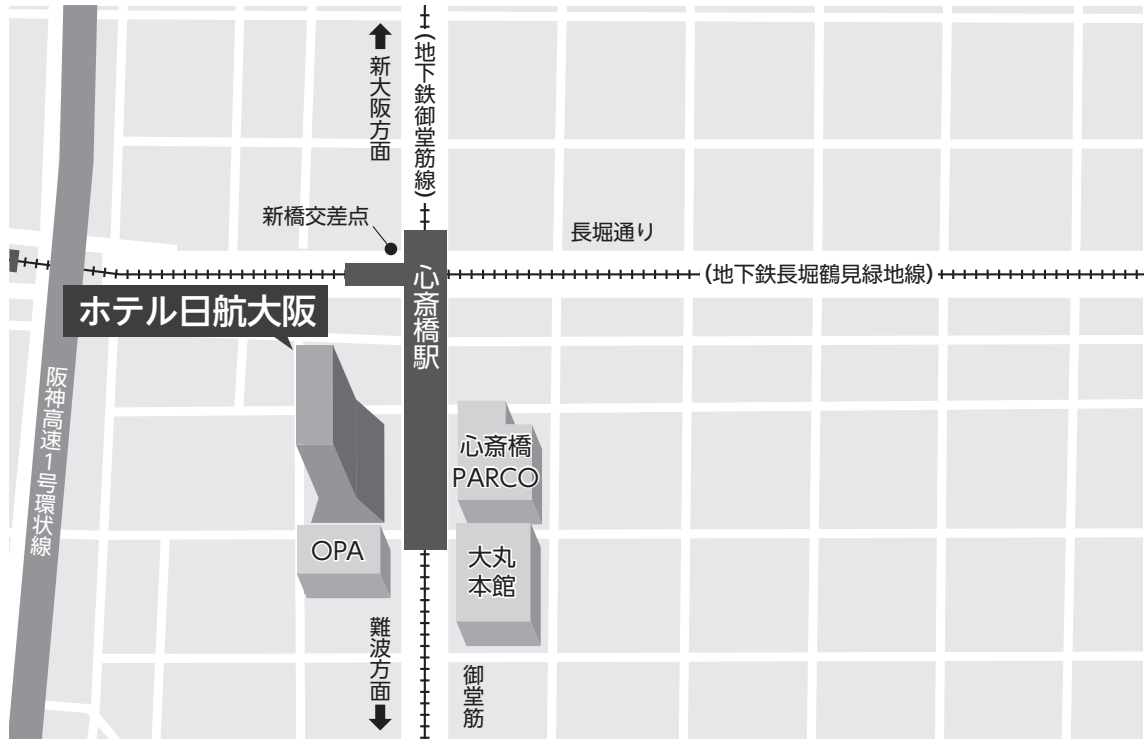 新大阪方面
(地下鉄御堂筋線)
新橋交差点
長堀通り
(地下鉄長堀鶴見緑地線)
心斎橋駅
ホテル日航大阪
阪神高速1号環状線
心斎橋
PARCO
OPA
大丸
本館
難波方面
御堂筋